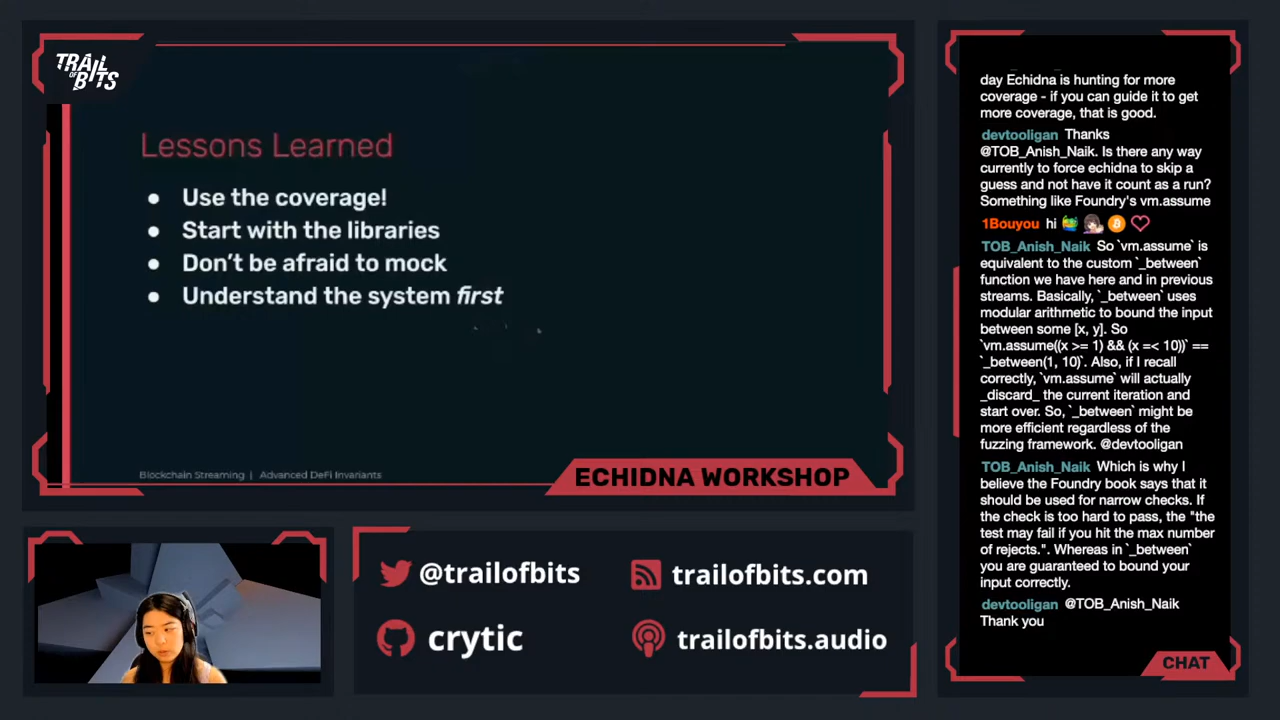 TRAIL
OF
BITS
Lessons Learned
● Use the coverage!
● Start with the libraries
● Don't be afraid to mock
● Understand the system first
Blockchain Streaming | Advanced DeFi Invariants
ECHIDNA WORKSHOP
@trailofbits
trailofbits.com
crytic
trailofbits.audio
day Echidna is hunting for more
coverage - if you can guide it to get
more coverage, that is good.
devtooligan Thanks
@TOB_Anish_Naik. Is there any way
currently to force echidna to skip a
guess and not have it count as a run?
Something like Foundry's vm.assume
1Bouyou hi
TOB_Anish_Naik So `vm.assume` is
equivalent to the custom `_between`
function we have here and in previous
streams. Basically, `_between` uses
modular arithmetic to bound the input
between some [x, y]. So
`vm.assume((x >= 1) && (x =< 10))` ==
`_between(1, 10)`. Also, if I recall
correctly, `vm.assume` will actually
_discard_ the current iteration and
start over. So, `_between` might be
more efficient regardless of the
fuzzing framework. @devtooligan
TOB_Anish_Naik Which is why I
believe the Foundry book says that it
should be used for narrow checks. If
the check is too hard to pass, the "the
test may fail if you hit the max number
of rejects.". Whereas in `_between`
you are guaranteed to bound your
input correctly.
devtooligan @TOB_Anish_Naik
Thank you
CHAT